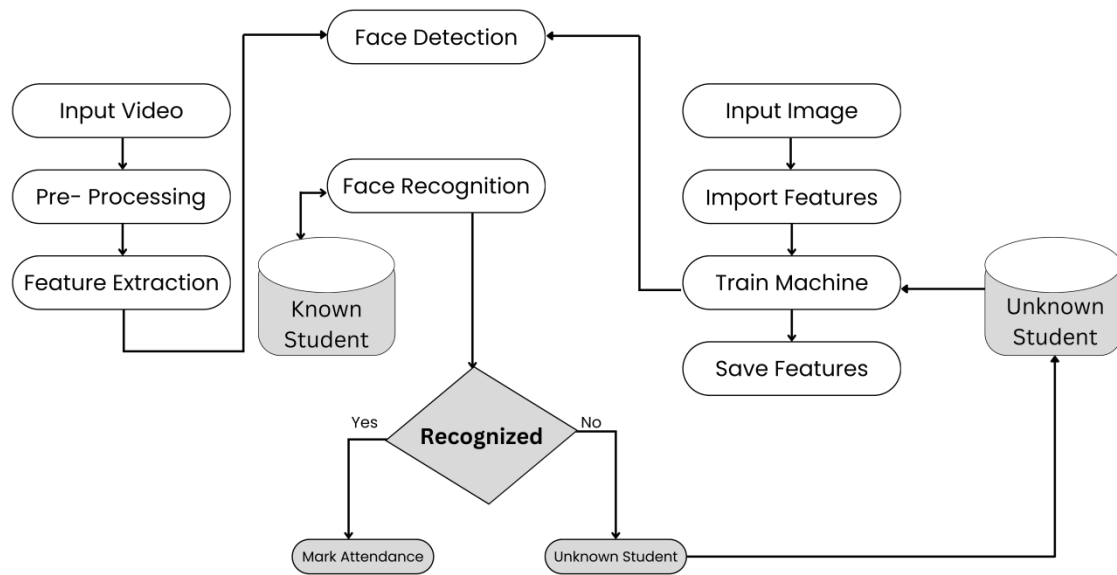 Face Detection
Input Video
Pre- Processing
Feature Extraction
Face Recognition
Known
Student
Input Image
Import Features
Train Machine
Save Features
Unknown
Student
Yes
Recognized
No
Mark Attendance
Unknown Student